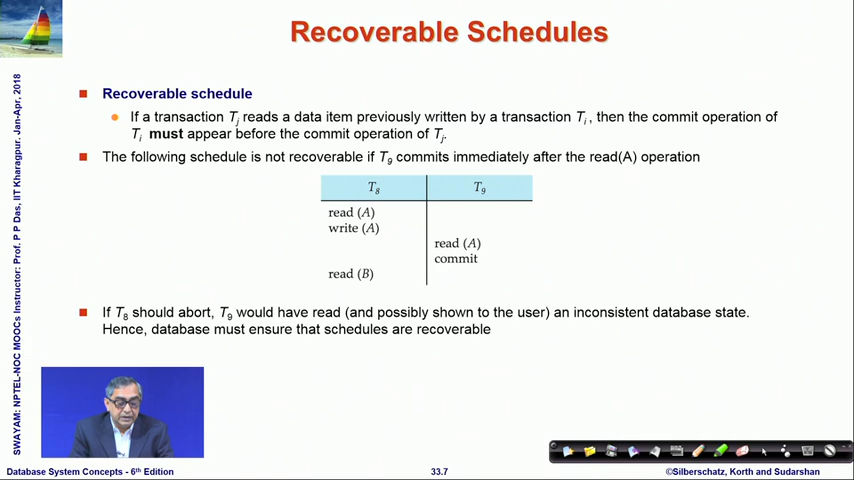 Recoverable Schedules
Recoverable schedule
If a transaction Tj reads a data item previously written by a transaction Ti , then the commit operation of
Ti must appear before the commit operation of Tj.
The following schedule is not recoverable if T9 commits immediately after the read(A) operation
T8 T9
read (A)
write (A)
read (A)
commit
read (B)
If T8 should abort, T9 would have read (and possibly shown to the user) an inconsistent database state.
Hence, database must ensure that schedules are recoverable
SWAYAM: NPTEL-NOC MOOCs Instructor: Prof. P P Das, IIT Kharagpur. Jan-Apr, 2018
Database System Concepts - 6th Edition
33.7
©Silberschatz, Korth and Sudarshan